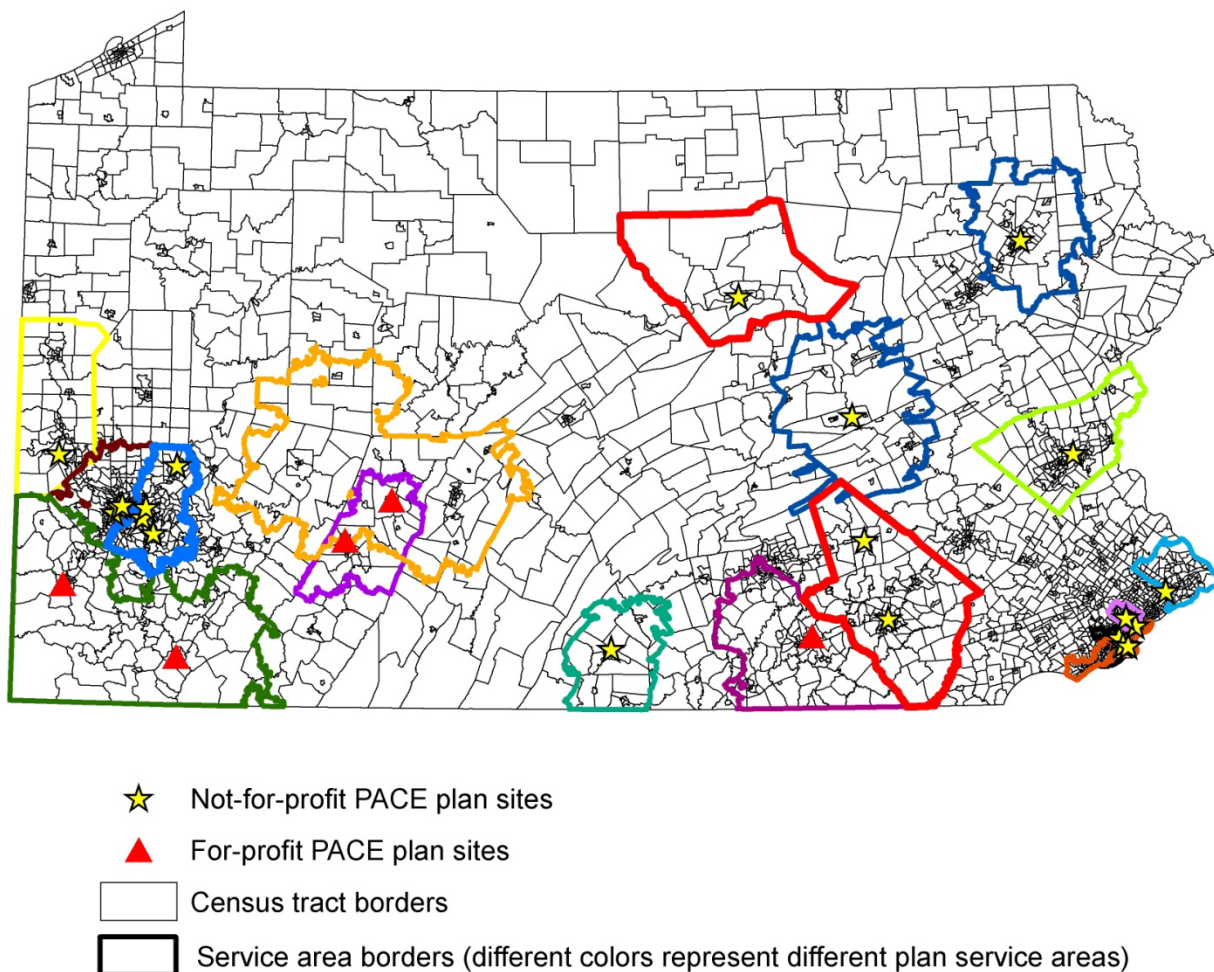 Not-for-profit PACE plan sites
For-profit PACE plan sites
Census tract borders
Service area borders (different colors represent different plan service areas)